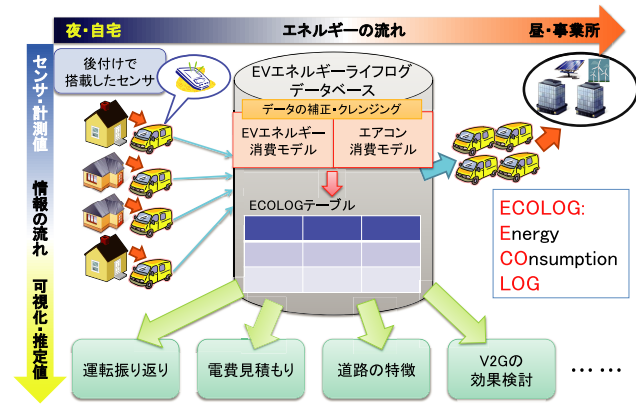 夜・自宅
エネルギーの流れ
昼・事業所
センサ・計測値
情報の流れ
可視化・推定値
後付けで
搭載したセンサ
EVエネルギーライフログ
データベース
データの補正・クレンジング
EVエネルギー
消費モデル
エアコン
消費モデル
ECOLOGテーブル
ECOLOG:
Energy
COnsumption
LOG
運転振り返り
電費見積もり
道路の特徴
V2Gの
効果検討
……